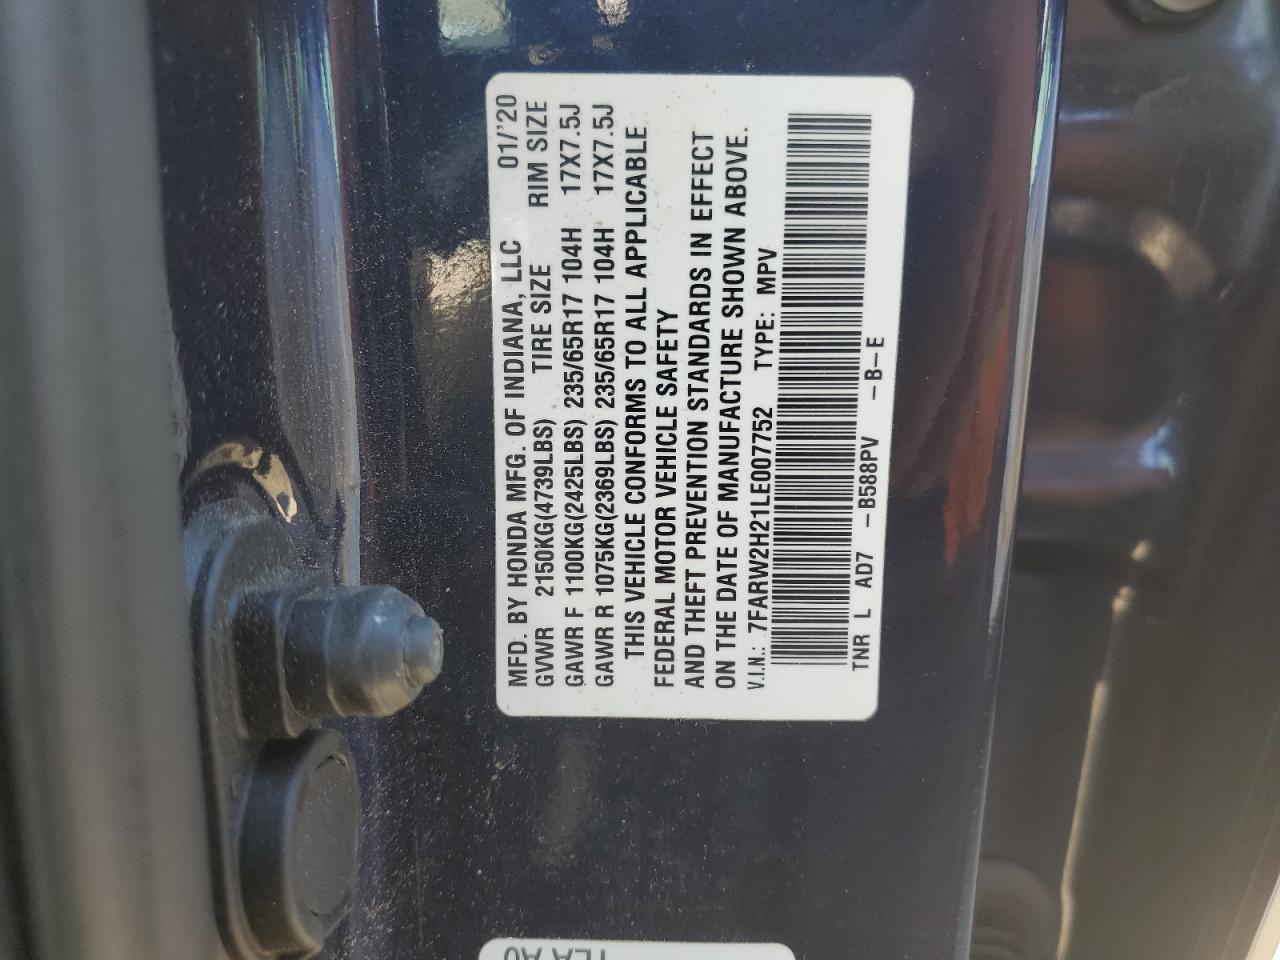 MFD. BY HONDA MFG. OF INDIANA, LLC 01/'20
GVWR 2150KG(4739LBS) TIRE SIZE RIM SIZE
GAWR F 1100KG(2425LBS) 235/65R17 104H 17X7.5J
GAWR R 1075KG(2369LBS) 235/65R17 104H 17X7.5J
THIS VEHICLE CONFORMS TO ALL APPLICABLE
FEDERAL MOTOR VEHICLE SAFETY
AND THEFT PREVENTION STANDARDS IN EFFECT
ON THE DATE OF MANUFACTURE SHOWN ABOVE.
V.I.N.: 7FARW2H21LE007752 TYPE: MPV
TNR L AD7 -B588PV -B-E